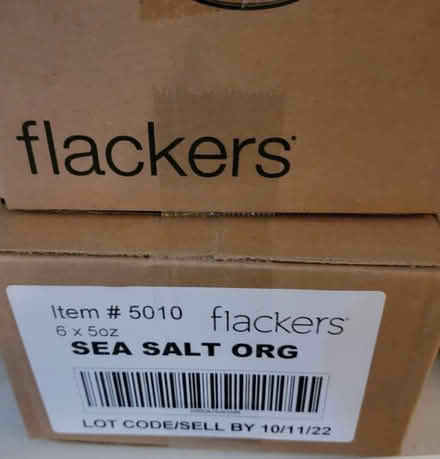 flackers
Item # 5010 flackers
6 x 5oz
SEA SALT ORG
LOT CODE/SELL BY 10/11/22